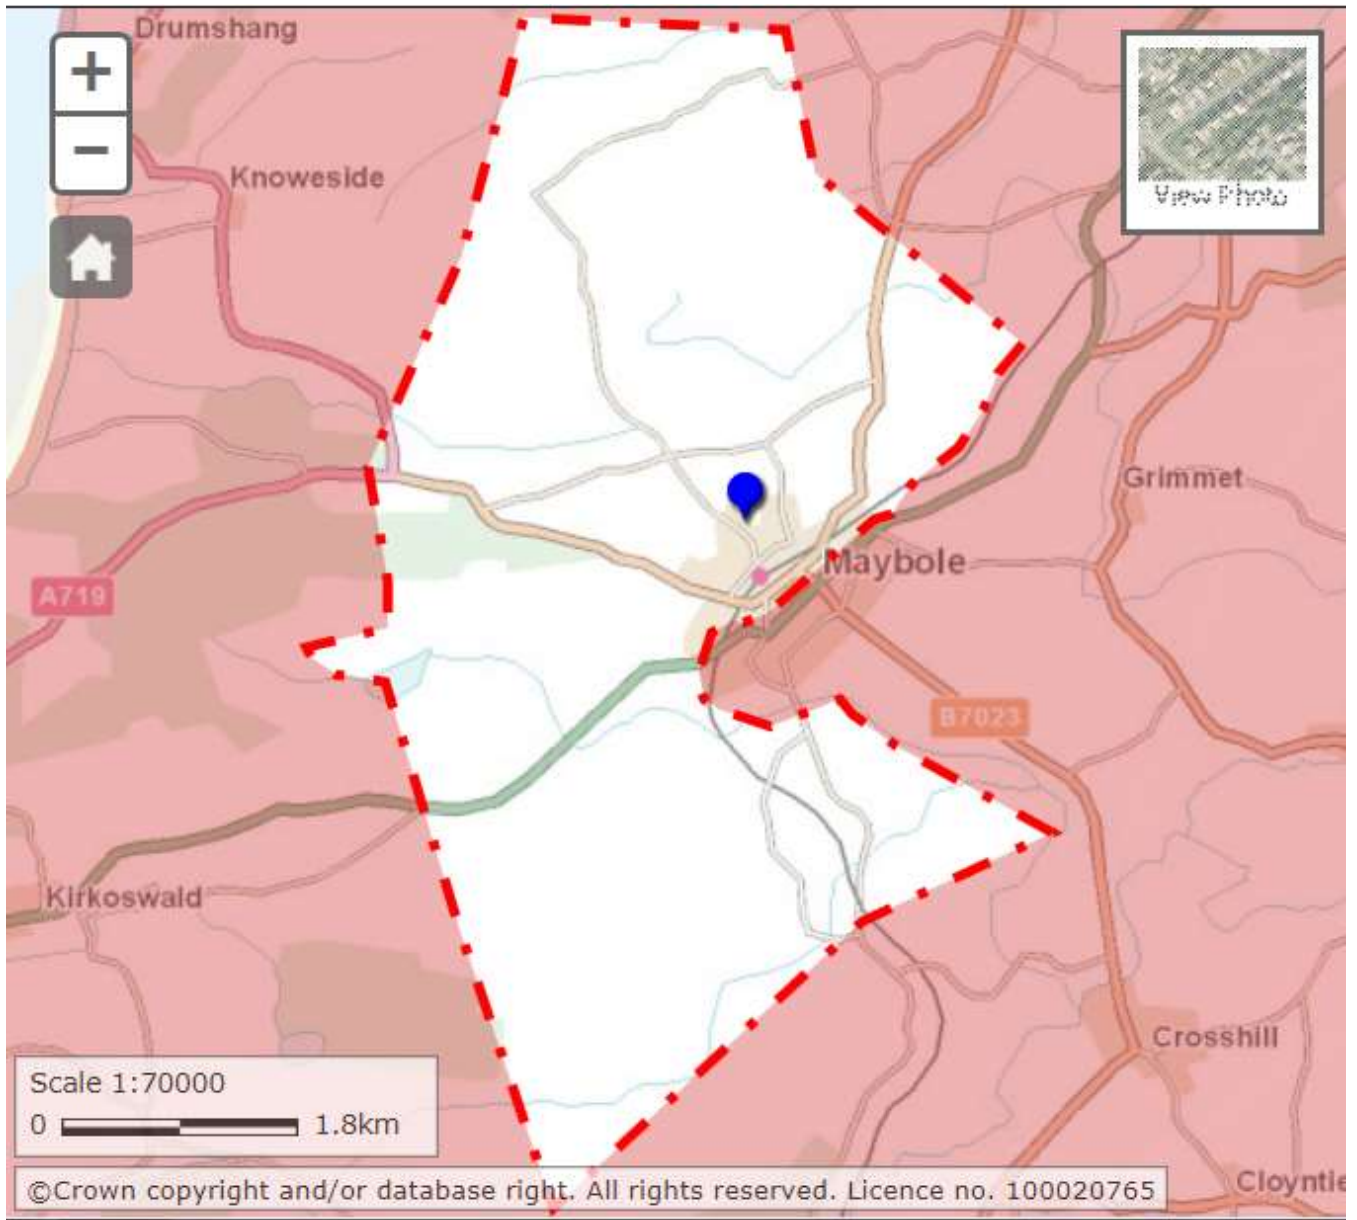 Drumshang
+
−
Knoweside
View Photo
Grimmet
Maybole
A719
B7023
Kirkoswald
Crosshill
Scale 1:70000
0 1.8km
Cloyntie
©Crown copyright and/or database right. All rights reserved. Licence no. 100020765